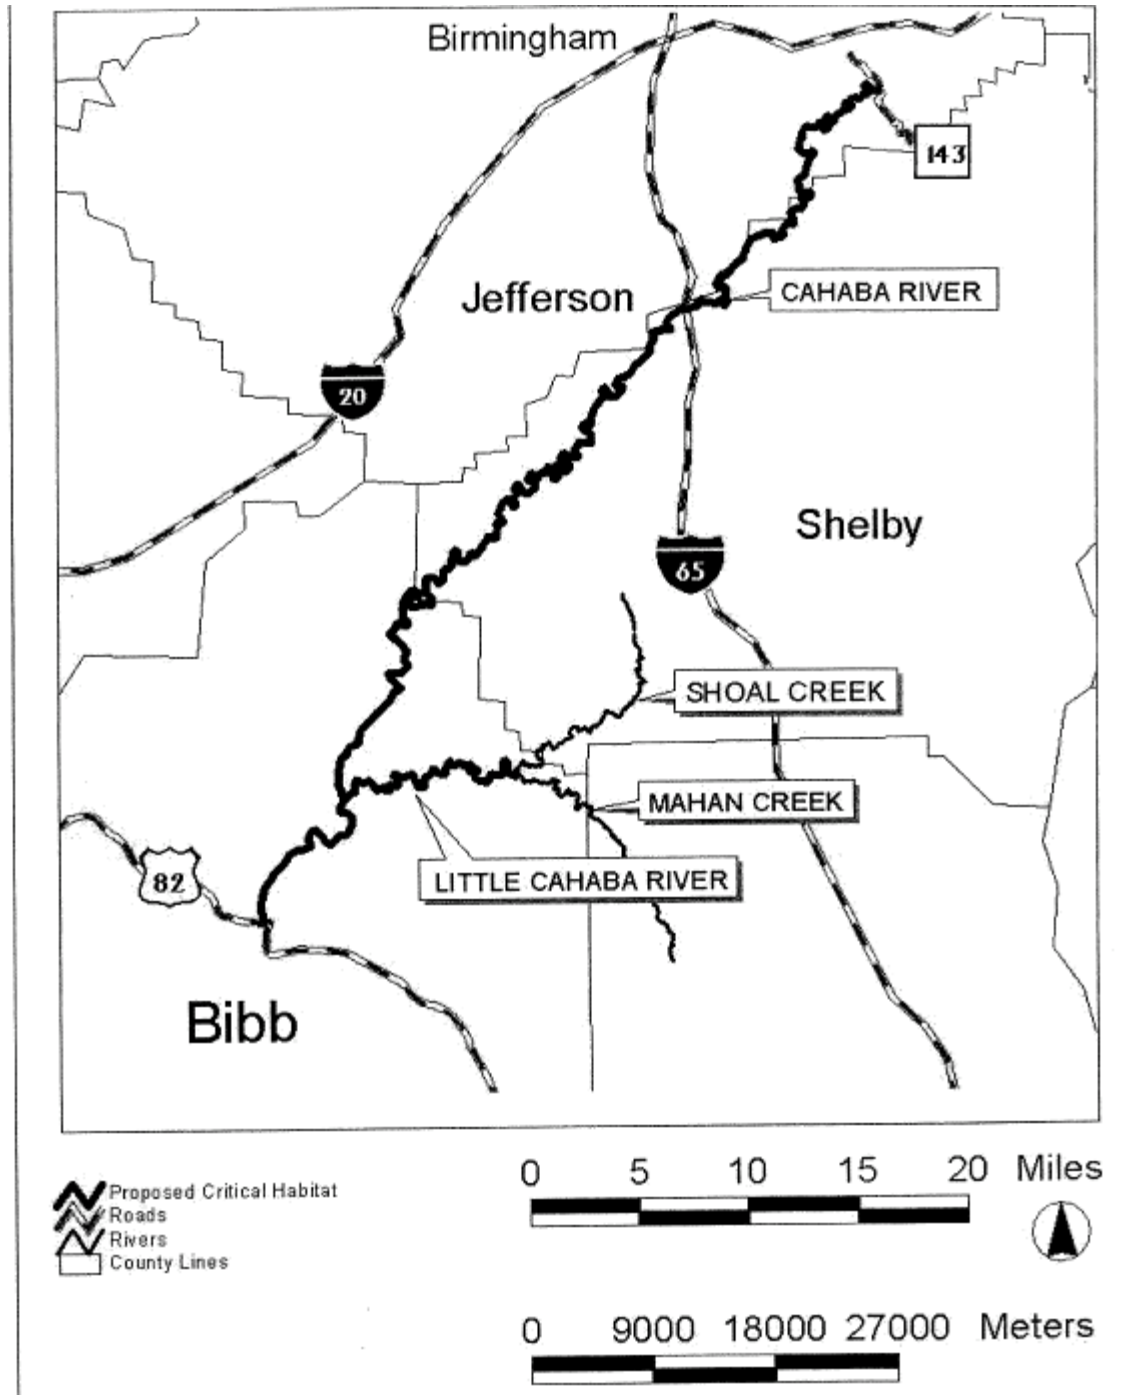 Birmingham
143
CAHABA RIVER
Jefferson
20
Shelby
65
SHOAL CREEK
MAHAN CREEK
82
LITTLE CAHABA RIVER
Bibb
0 5 10 15 20 Miles
Proposed Critical Habitat
Roads
Rivers
County Lines
0 9000 18000 27000 Meters